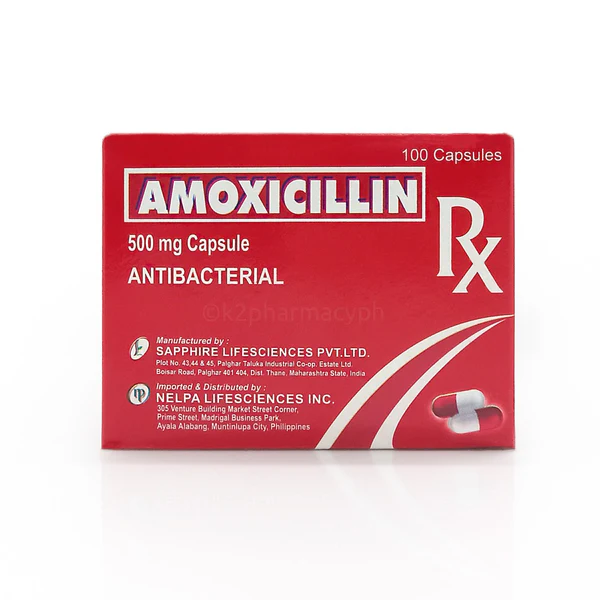 100 Capsules
AMOXICILLIN
Rx
500 mg Capsule
ANTIBACTERIAL
©k2pharmacyph
Manufactured by :
SAPPHIRE LIFESCIENCES PVT.LTD.
Plot No. 43,44 & 45, Palghar Taluka Industrial Co-op. Estate Ltd.
Boisar Road, Palghar 401 404, Dist. Thane, Maharashtra State, India
Imported & Distributed by :
NELPA LIFESCIENCES INC.
305 Venture Building Market Street Corner,
Prime Street, Madrigal Business Park,
Ayala Alabang, Muntinlupa City, Philippines